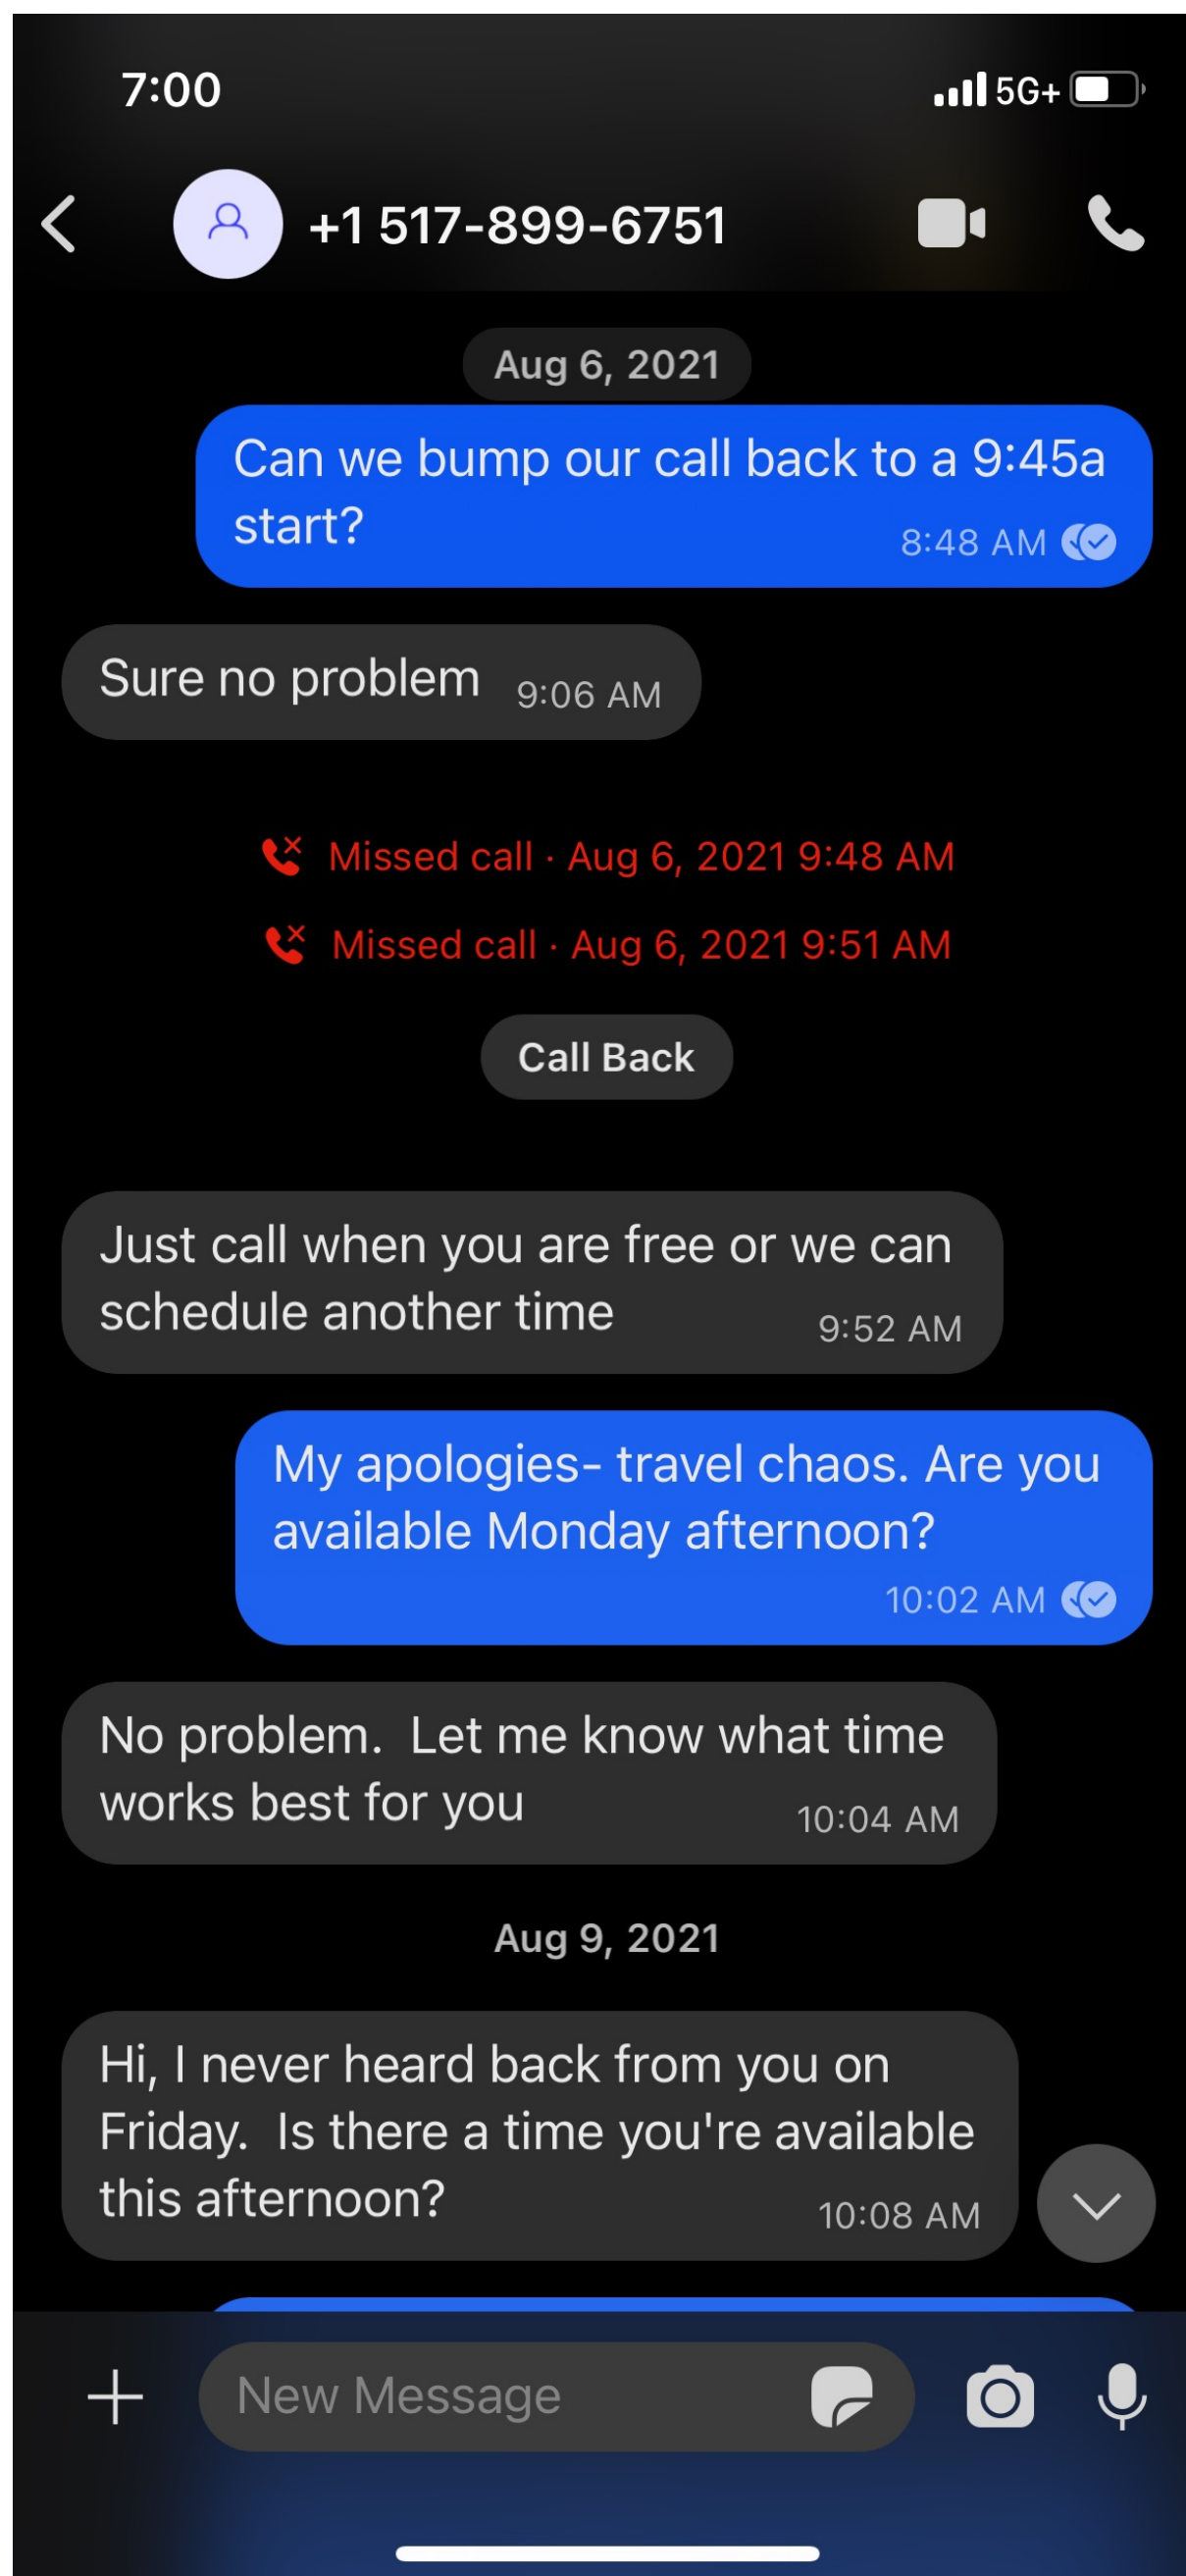 7:00
5G+
+1 517-899-6751
Aug 6, 2021
Can we bump our call back to a 9:45a
start?
8:48 AM
Sure no problem 9:06 AM
Missed call · Aug 6, 2021 9:48 AM
Missed call · Aug 6, 2021 9:51 AM
Call Back
Just call when you are free or we can
schedule another time
9:52 AM
My apologies- travel chaos. Are you
available Monday afternoon?
10:02 AM
No problem.  Let me know what time
works best for you
10:04 AM
Aug 9, 2021
Hi, I never heard back from you on
Friday.  Is there a time you're available
this afternoon?
10:08 AM
New Message